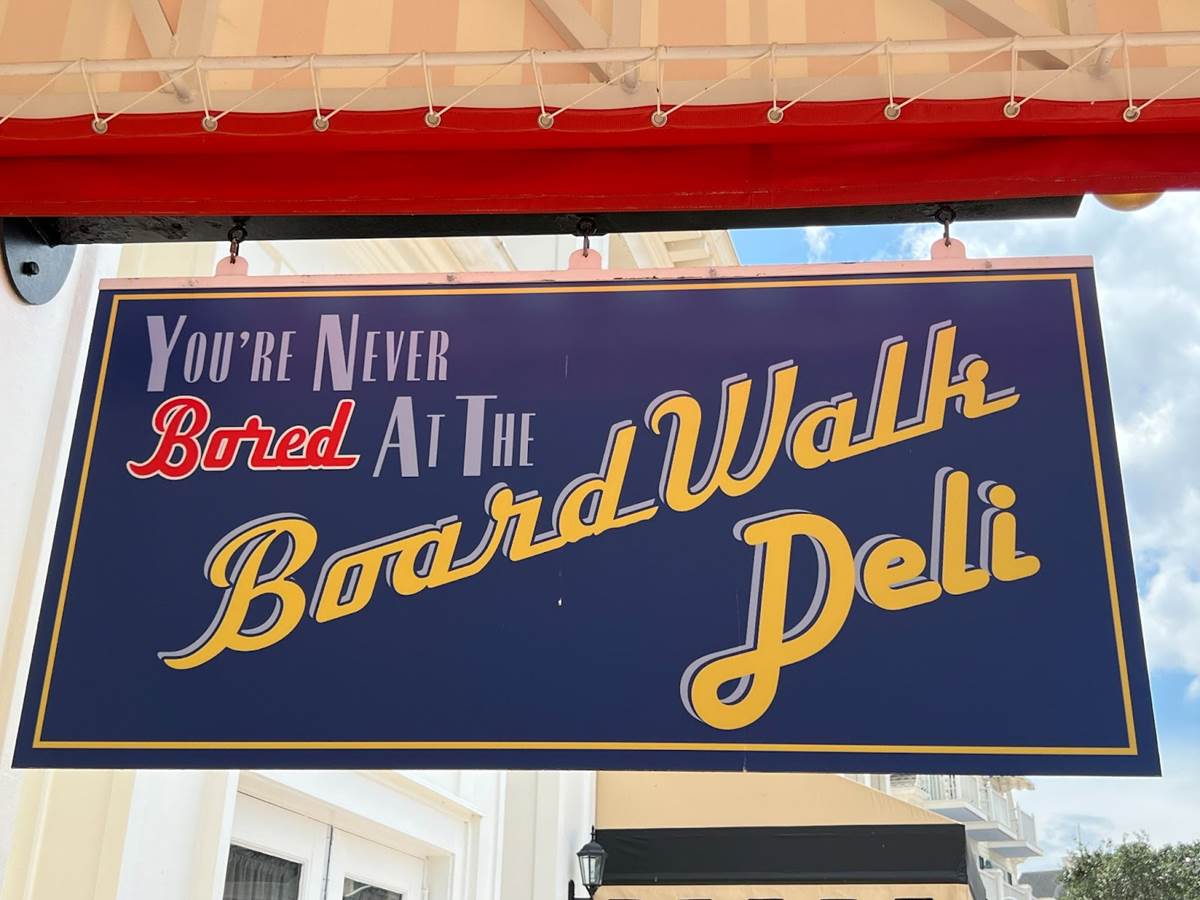 You're Never
Bored At The
BoardWalk
Deli